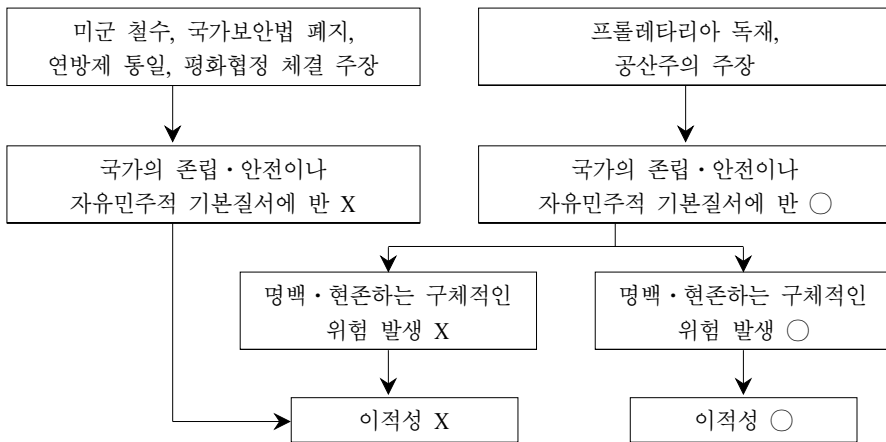 미군 철수, 국가보안법 폐지,
연방제 통일, 평화협정 체결 주장
프롤레타리아 독재,
공산주의 주장
국가의 존립·안전이나
자유민주적 기본질서에 반 X
국가의 존립·안전이나
자유민주적 기본질서에 반 ○
명백·현존하는 구체적인
위험 발생 X
명백·현존하는 구체적인
위험 발생 ○
이적성 X
이적성 ○